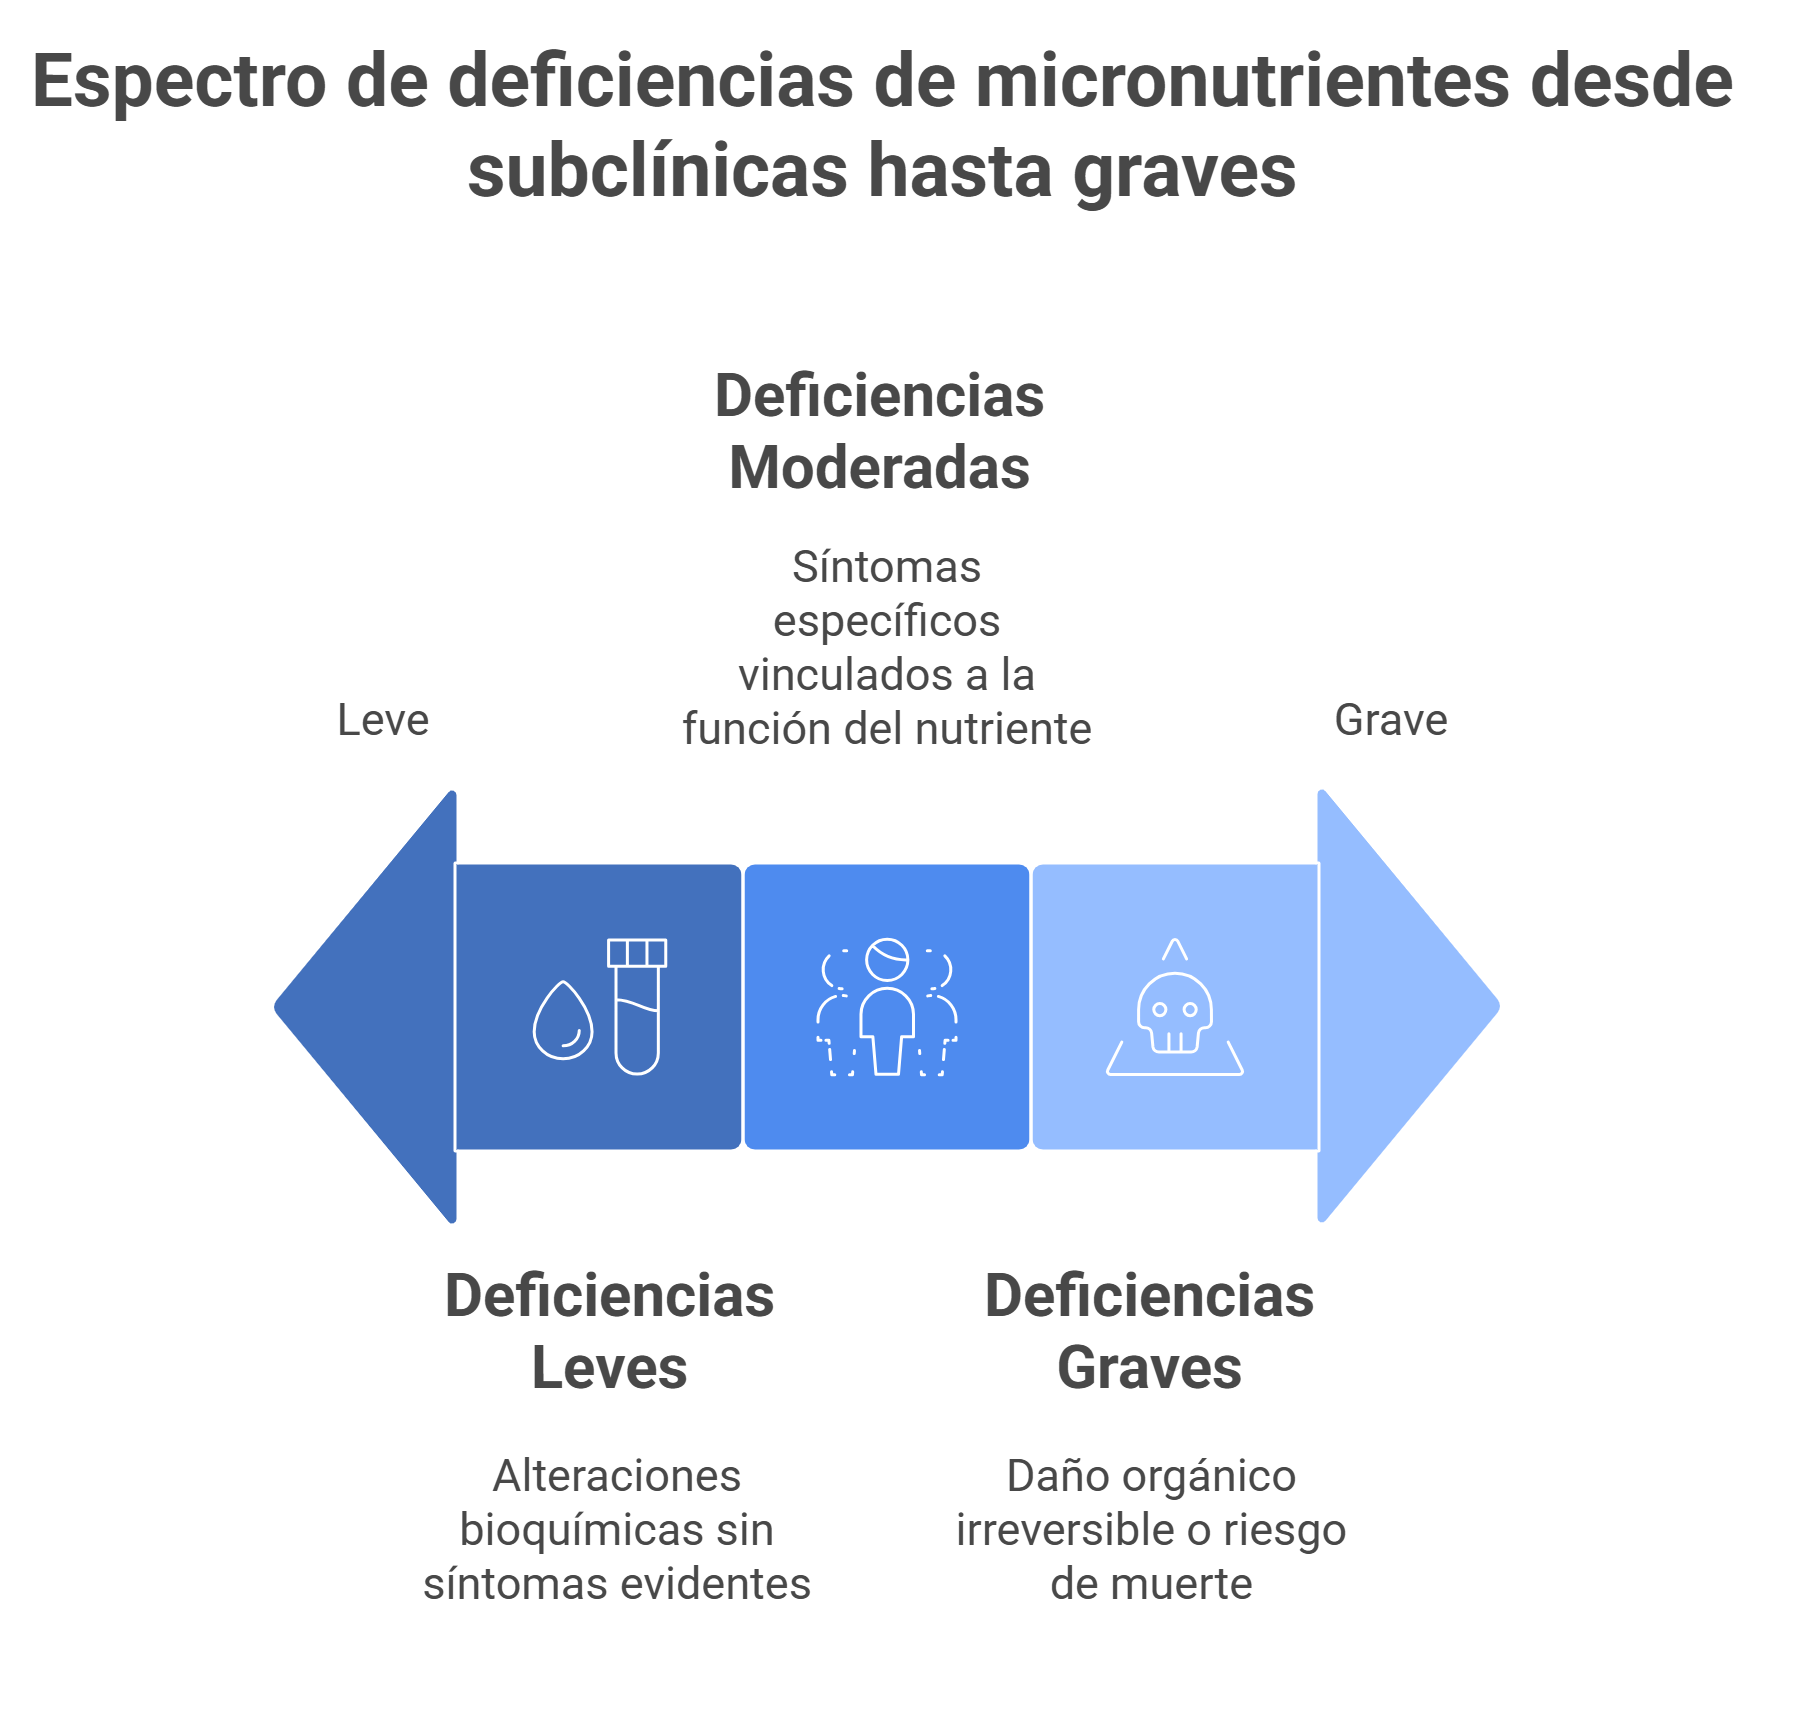 Espectro de deficiencias de micronutrientes desde
subclínicas hasta graves
Deficiencias
Moderadas
Síntomas
específicos
vinculados a la
función del nutriente
Leve
Grave
Deficiencias
Leves
Alteraciones
bioquímicas sin
síntomas evidentes
Deficiencias
Graves
Daño orgánico
irreversible o riesgo
de muerte